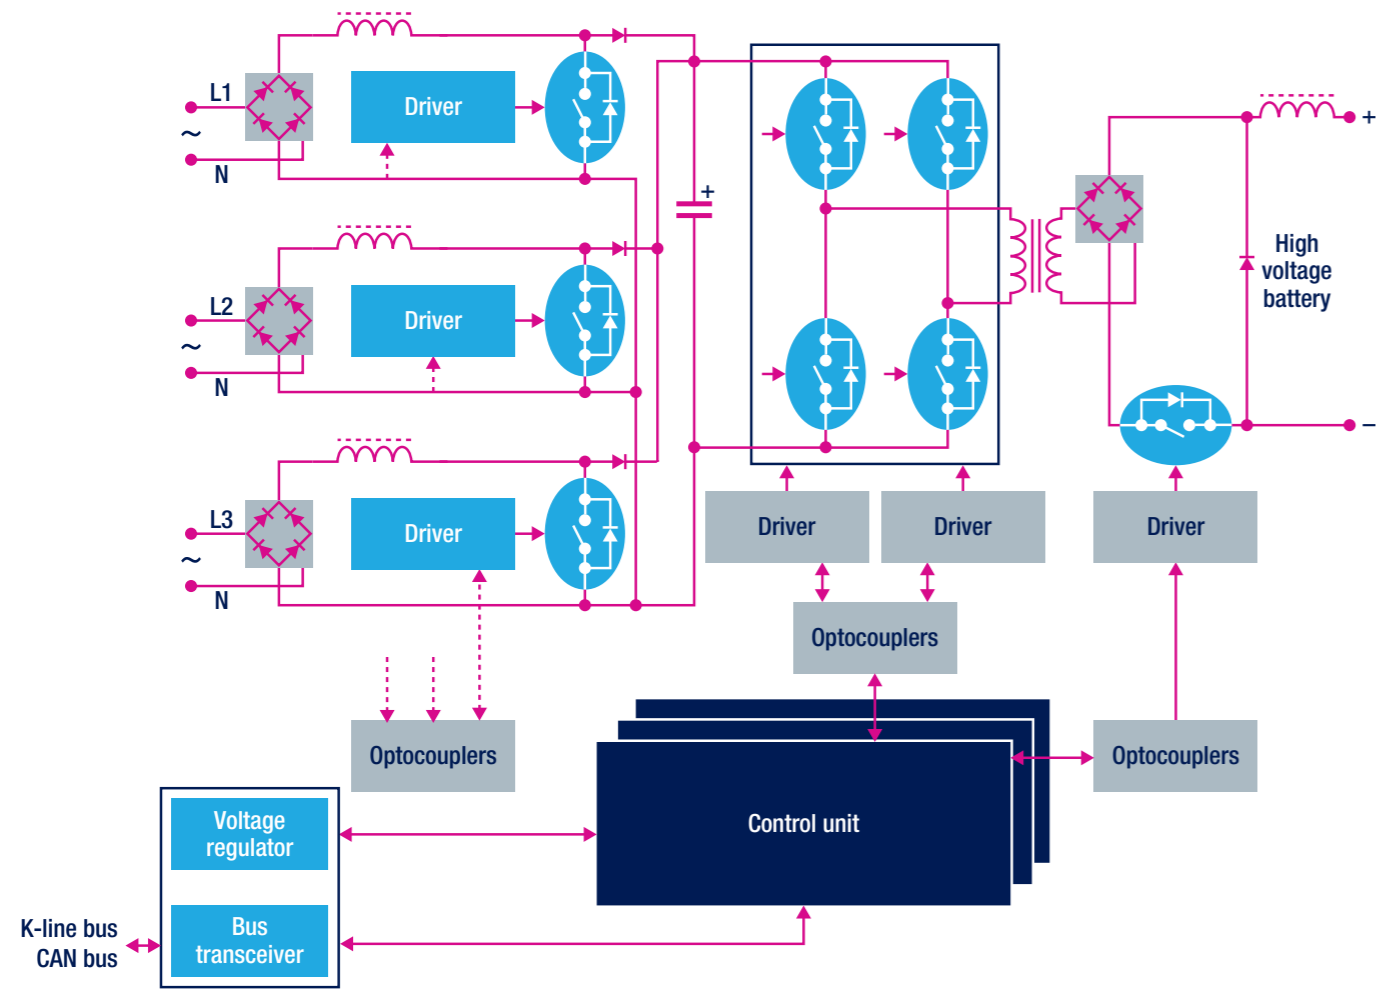 L1
~
N
Driver
L2
~
N
Driver
L3
~
N
Driver
+
+
High
voltage
battery
–
Driver
Driver
Driver
Optocouplers
Optocouplers
Optocouplers
Control unit
Voltage
regulator
Bus
transceiver
K-line bus
CAN bus